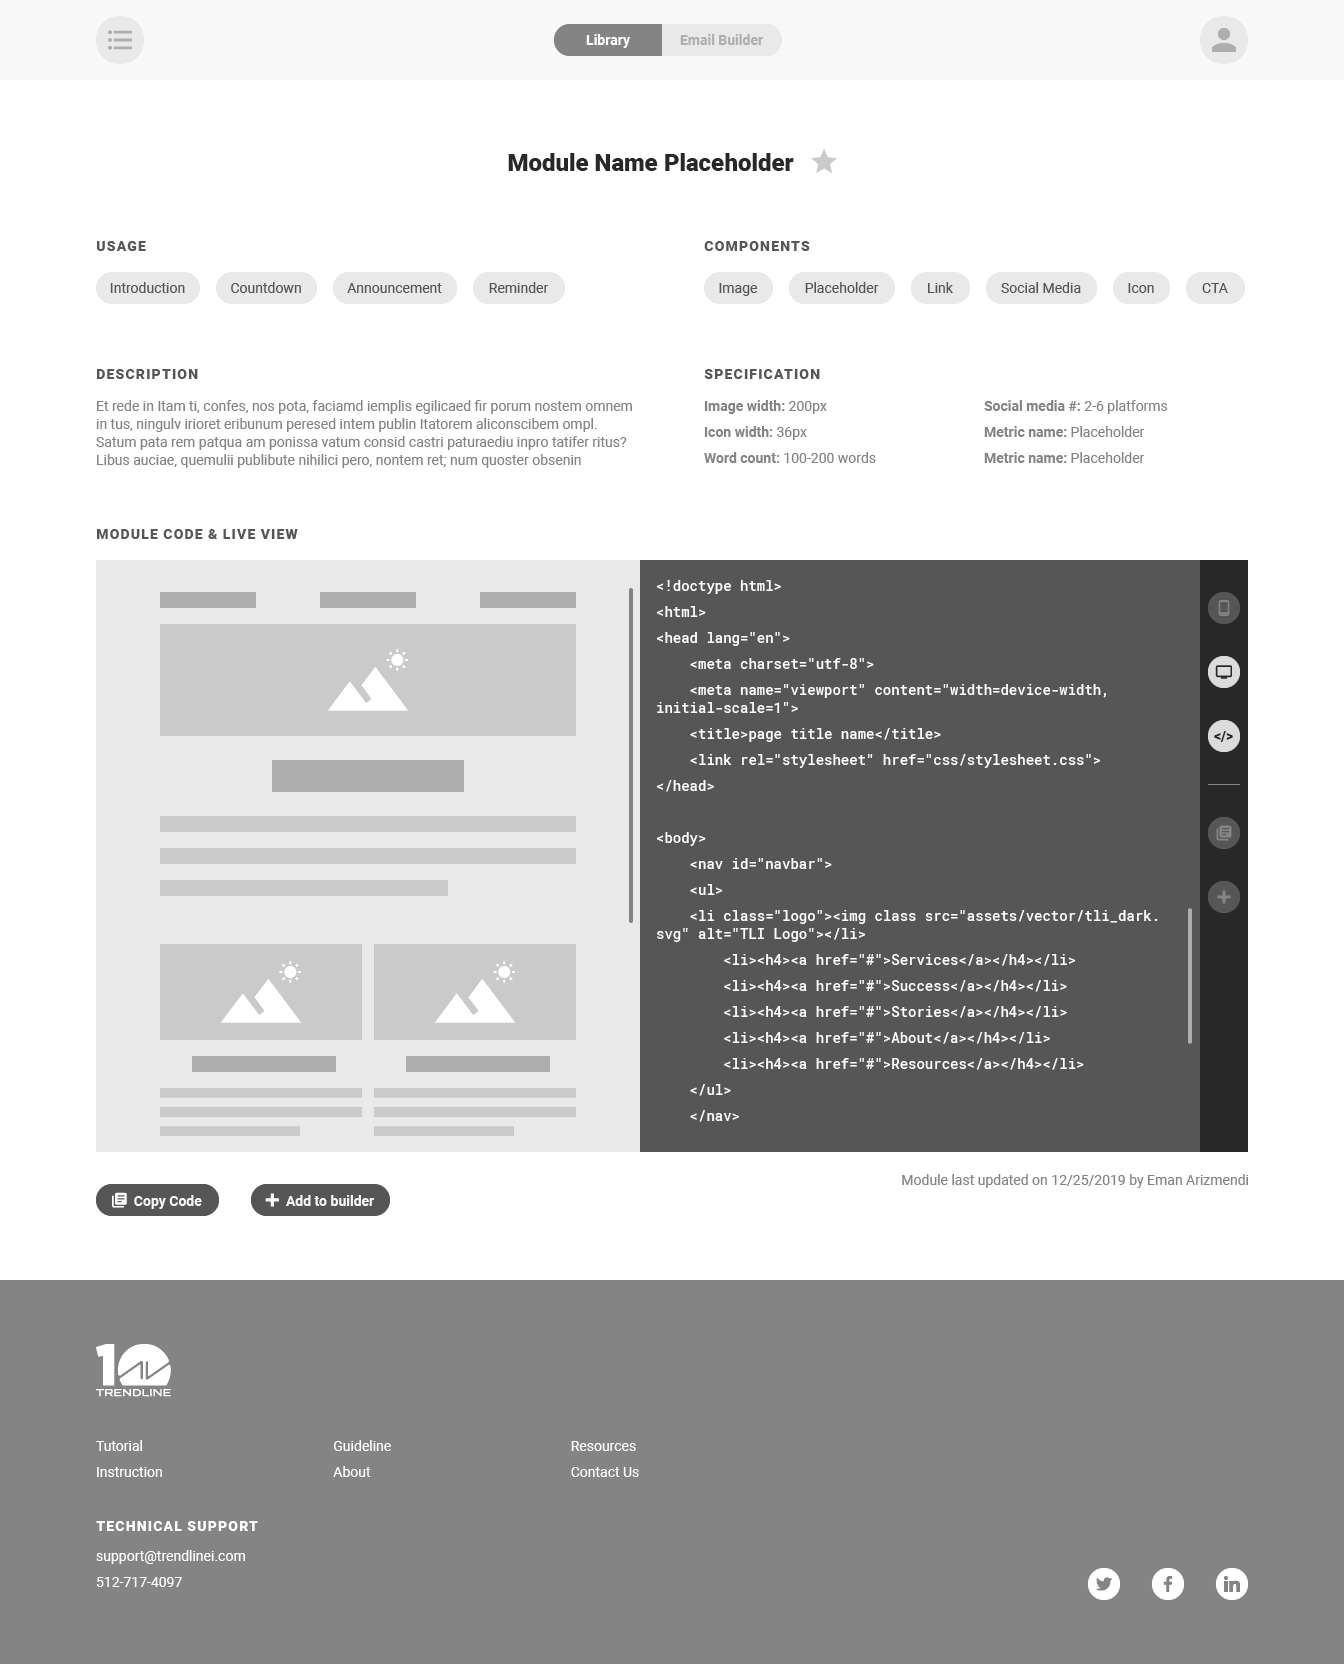 Library
Email Builder
Module Name Placeholder
USAGE
Introduction
Countdown
Announcement
Reminder
COMPONENTS
Image
Placeholder
Link
Social Media
Icon
CTA
DESCRIPTION
Et rede in Itam ti, confes, nos pota, faciamd iemplis egilicaed fir porum nostem omnem
in tus, ningulv irioret eribunum peresed intem publin Itatorem aliconscibem ompl.
Satum pata rem patqua am ponissa vatum consid castri paturaediu inpro tatifer ritus?
Libus auciae, quemulii publibute nihilici pero, nontem ret; num quoster obsenin
SPECIFICATION
Image width: 200px
Icon width: 36px
Word count: 100-200 words
Social media #: 2-6 platforms
Metric name: Placeholder
Metric name: Placeholder
MODULE CODE & LIVE VIEW
<!doctype html>
<html>
<head lang="en">
    <meta charset="utf-8">
    <meta name="viewport" content="width=device-width,
initial-scale=1">
    <title>page title name</title>
    <link rel="stylesheet" href="css/stylesheet.css">
</head>
<body>
    <nav id="navbar">
    <ul>
    <li class="logo"><img class src="assets/vector/tli_dark.
svg" alt="TLI Logo"></li>
        <li><h4><a href="#">Services</a></h4></li>
        <li><h4><a href="#">Success</a></h4></li>
        <li><h4><a href="#">Stories</a></h4></li>
        <li><h4><a href="#">About</a></h4></li>
        <li><h4><a href="#">Resources</a></h4></li>
    </ul>
    </nav>
</>
Copy Code
Add to builder
Module last updated on 12/25/2019 by Eman Arizmendi
10
TRENDLINE
Tutorial
Instruction
Guideline
About
Resources
Contact Us
TECHNICAL SUPPORT
support@trendlinei.com
512-717-4097